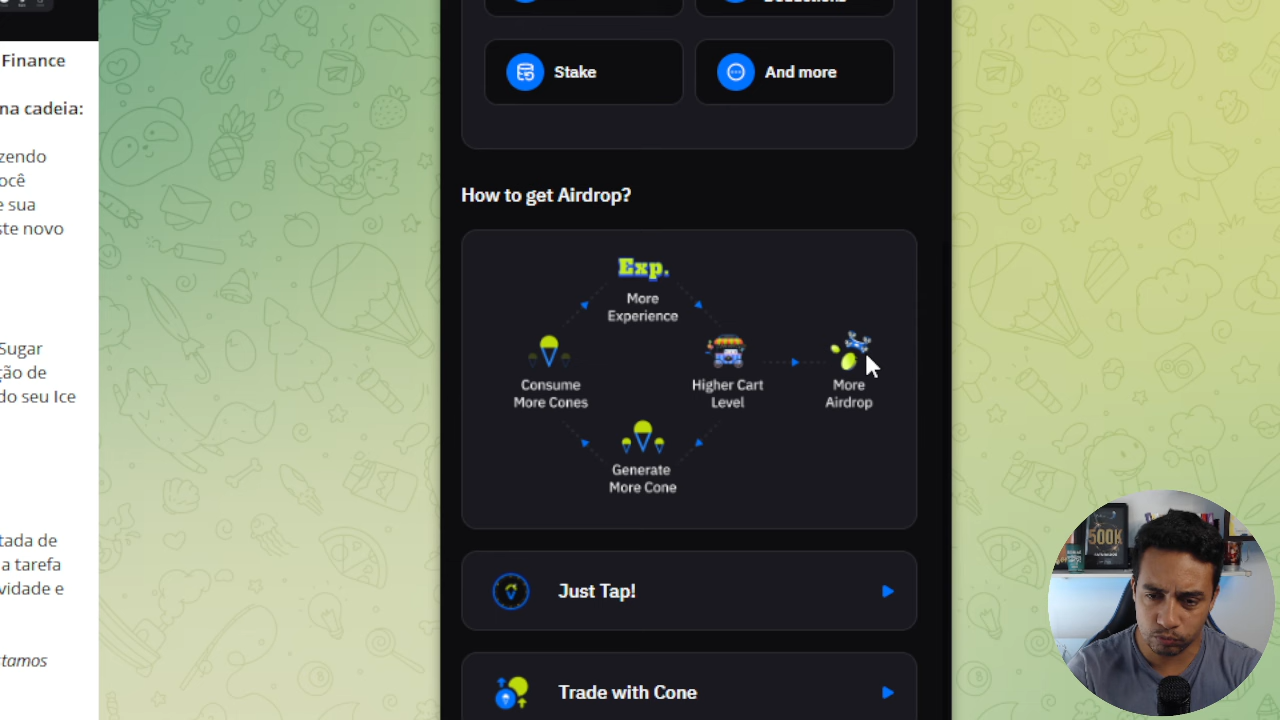 Finance
na cadeia:
zendo
ocê
e sua
ste novo
Sugar
ção de
do seu Ice
tada de
a tarefa
vidade e
tamos
Stake
And more
How to get Airdrop?
Exp.
More
Experience
Consume
More Cones
Higher Cart
Level
More
Airdrop
Generate
More Cone
Just Tap!
Trade with Cone
500K